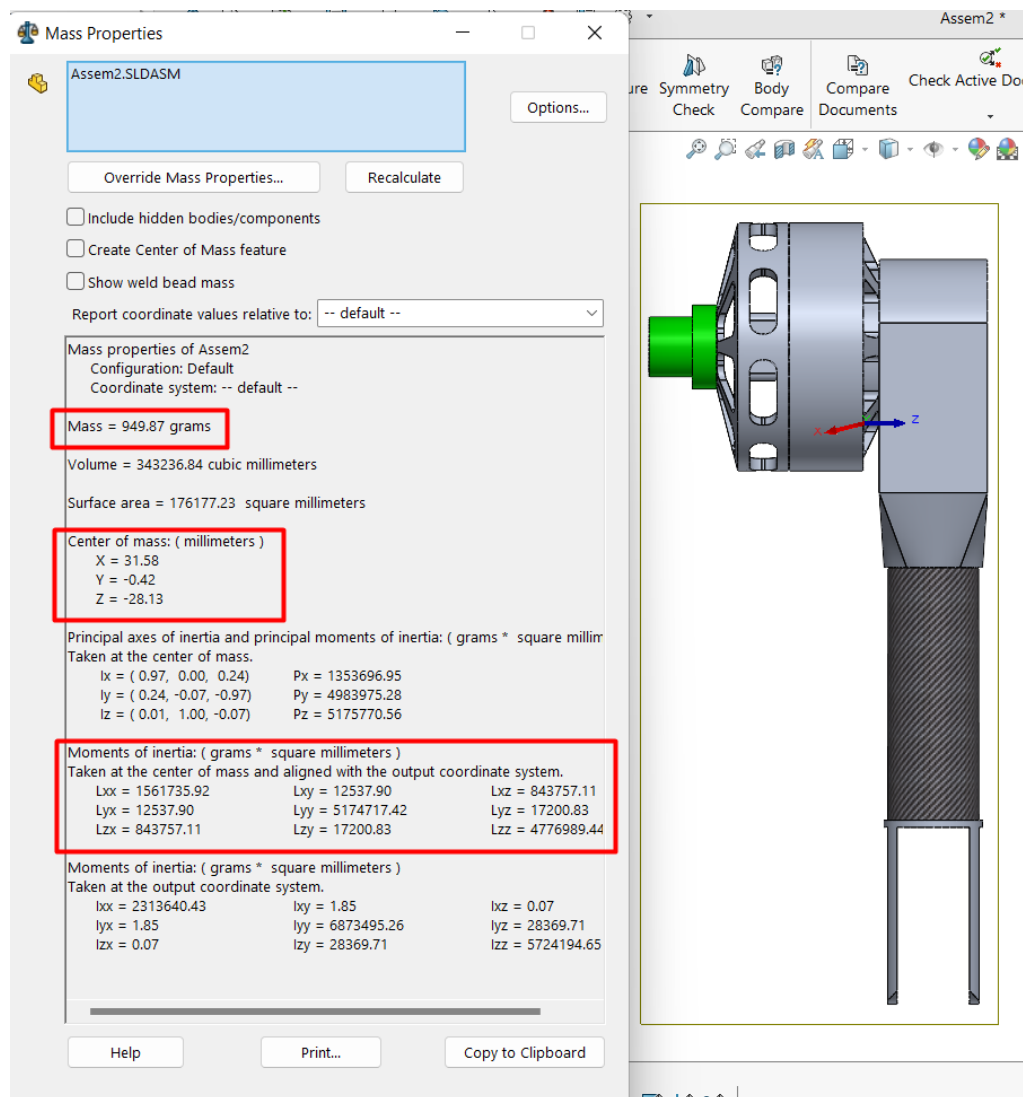 Mass Properties
Assem2 *
Assem2.SLDASM
Options...
Symmetry Check
Body Compare
Compare Documents
Check Active Do
Override Mass Properties...
Recalculate
Include hidden bodies/components
Create Center of Mass feature
Show weld bead mass
Report coordinate values relative to: -- default --
Mass properties of Assem2
Configuration: Default
Coordinate system: -- default --
Mass = 949.87 grams
Volume = 343236.84 cubic millimeters
Surface area = 176177.23 square millimeters
Center of mass: ( millimeters )
X = 31.58
Y = -0.42
Z = -28.13
Principal axes of inertia and principal moments of inertia: ( grams * square millim
Taken at the center of mass.
Ix = ( 0.97, 0.00, 0.24) Px = 1353696.95
Iy = ( 0.24, -0.07, -0.97) Py = 4983975.28
Iz = ( 0.01, 1.00, -0.07) Pz = 5175770.56
Moments of inertia: ( grams * square millimeters )
Taken at the center of mass and aligned with the output coordinate system.
Lxx = 1561735.92 Lxy = 12537.90 Lxz = 843757.11
Lyx = 12537.90 Lyy = 5174717.42 Lyz = 17200.83
Lzx = 843757.11 Lzy = 17200.83 Lzz = 4776989.44
Moments of inertia: ( grams * square millimeters )
Taken at the output coordinate system.
Ixx = 2313640.43 Ixy = 1.85 Ixz = 0.07
Iyx = 1.85 Iyy = 6873495.26 Iyz = 28369.71
Izx = 0.07 Izy = 28369.71 Izz = 5724194.65
Help
Print...
Copy to Clipboard
X
Z